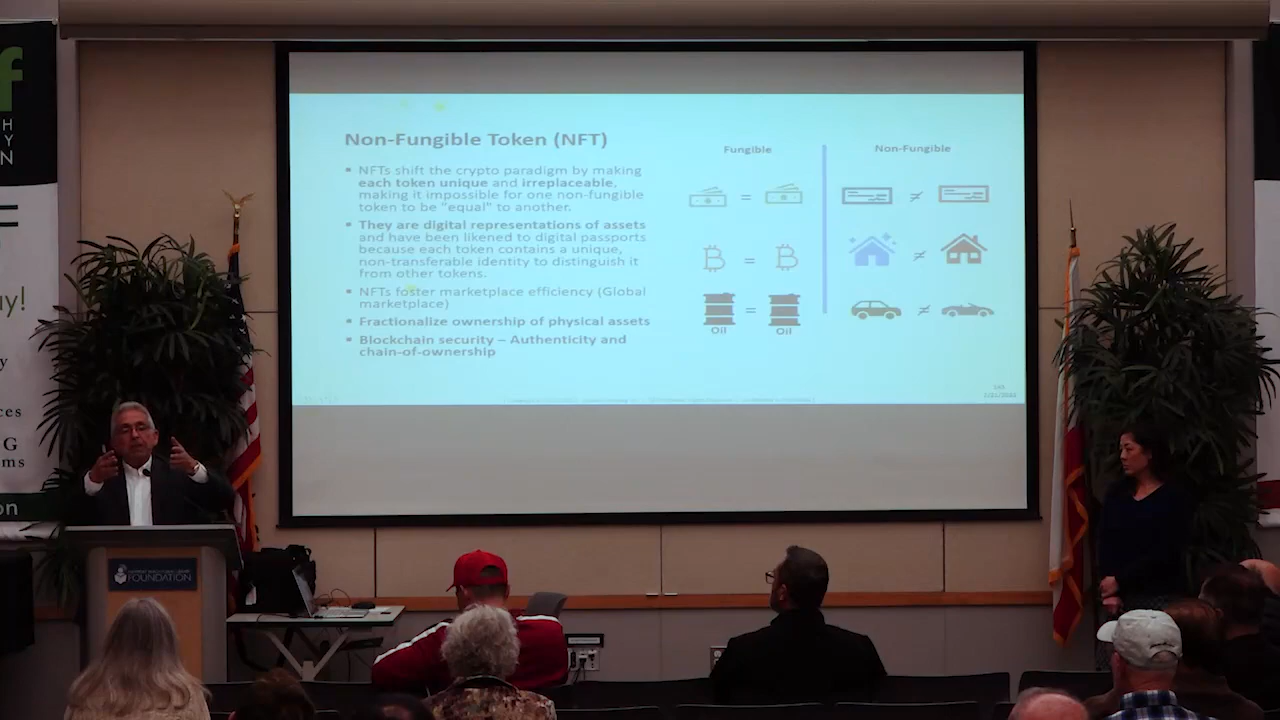 Non-Fungible Token (NFT)
▪ NFTs shift the crypto paradigm by making
each token unique and irreplaceable,
making it impossible for one non-fungible
token to be "equal" to another.
▪ They are digital representations of assets
and have been likened to digital passports
because each token contains a unique,
non-transferable identity to distinguish it
from other tokens.
▪ NFTs foster marketplace efficiency (Global
marketplace)
▪ Fractionalize ownership of physical assets
▪ Blockchain security – Authenticity and
chain-of-ownership
Fungible
Non-Fungible
= ≠
= ≠
= ≠
Oil Oil
FOUNDATION
f
H
Y
N
ay!
y
ces
G
ms
on